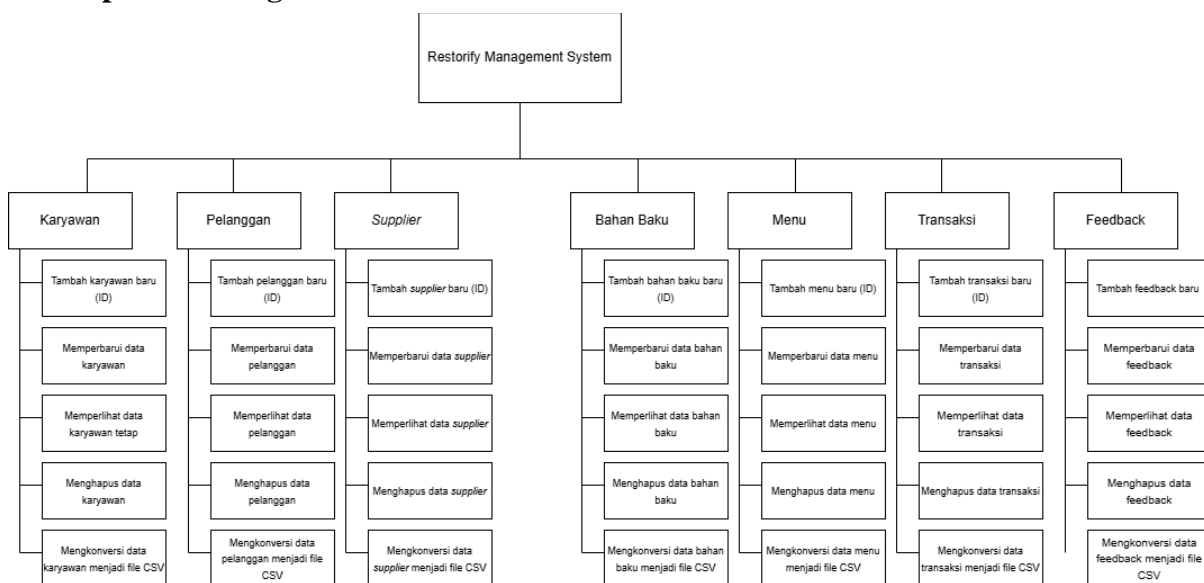 Restorify Management System
Karyawan
Pelanggan
Supplier
Bahan Baku
Menu
Transaksi
Feedback
Tambah karyawan baru
(ID)
Tambah pelanggan baru
(ID)
Tambah supplier baru (ID)
Tambah bahan baku baru
(ID)
Tambah menu baru (ID)
Tambah transaksi baru
(ID)
Tambah feedback baru
Memperbarui data
karyawan
Memperbarui data
pelanggan
Memperbarui data supplier
Memperbarui data bahan
baku
Memperbarui data menu
Memperbarui data
transaksi
Memperbarui data
feedback
Memperlihat data
karyawan tetap
Memperlihat data
pelanggan
Memperlihat data supplier
Memperlihat data bahan
baku
Memperlihat data menu
Memperlihat data
transaksi
Memperlihat data
feedback
Menghapus data
karyawan
Menghapus data
pelanggan
Menghapus data supplier
Menghapus data bahan
baku
Menghapus data menu
Menghapus data transaksi
Menghapus data
feedback
Mengkonversi data
karyawan menjadi file CSV
Mengkonversi data
pelanggan menjadi file
CSV
Mengkonversi data
supplier menjadi file CSV
Mengkonversi data bahan
baku menjadi file CSV
Mengkonversi data menu
menjadi file CSV
Mengkonversi data
transaksi menjadi file CSV
Mengkonversi data
feedback menjadi file
CSV